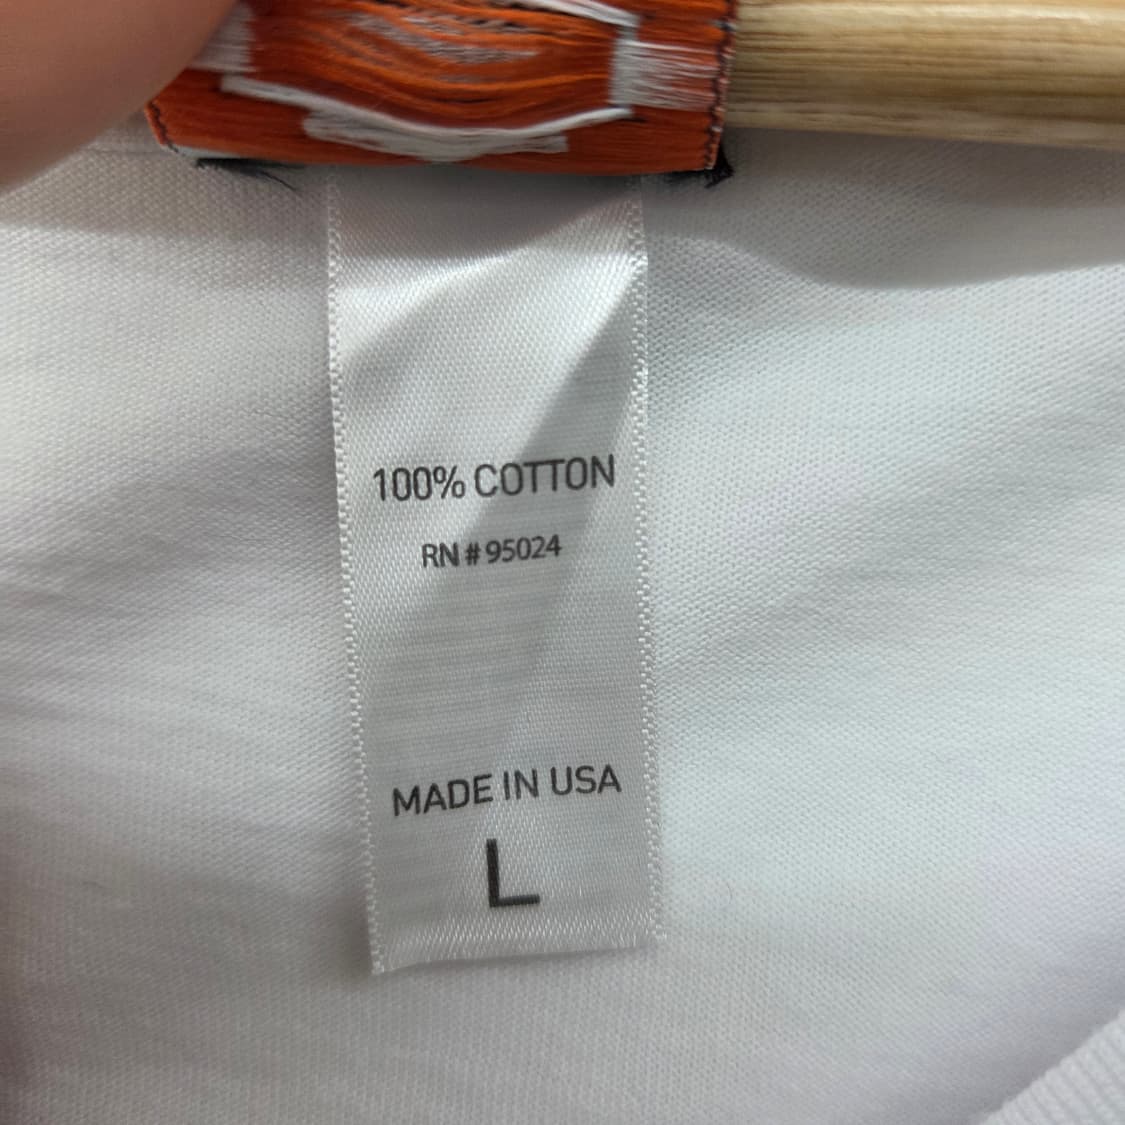 100% COTTON
RN # 95024
MADE IN USA
L